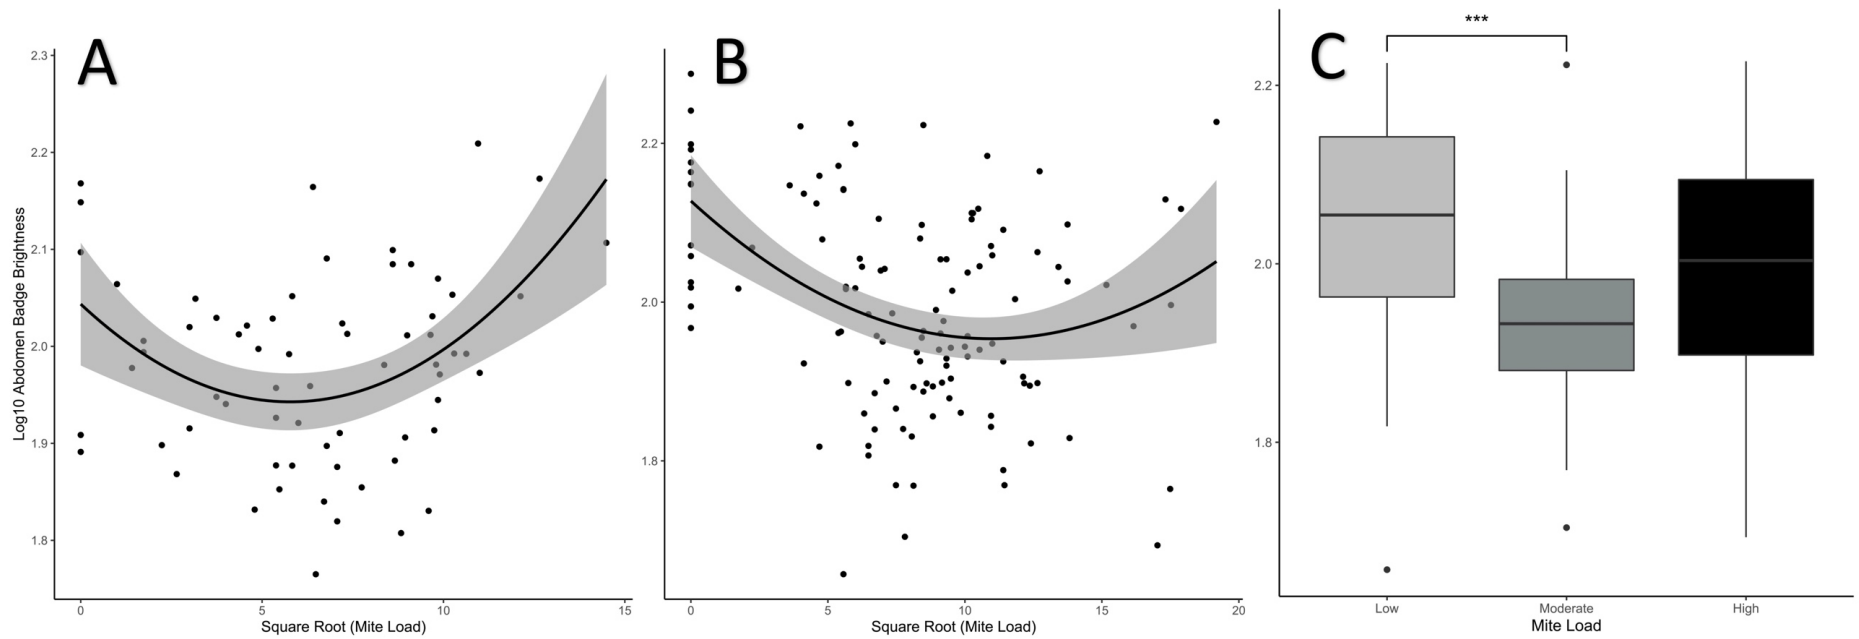 A
B
C
***
2.3
2.2
2.1
2.0
1.9
1.8
Log10 Abdomen Badge Brightness
0 5 10 15
Square Root (Mite Load)
2.2
2.0
1.8
0 5 10 15 20
Square Root (Mite Load)
2.2
2.0
1.8
Low Moderate High
Mite Load